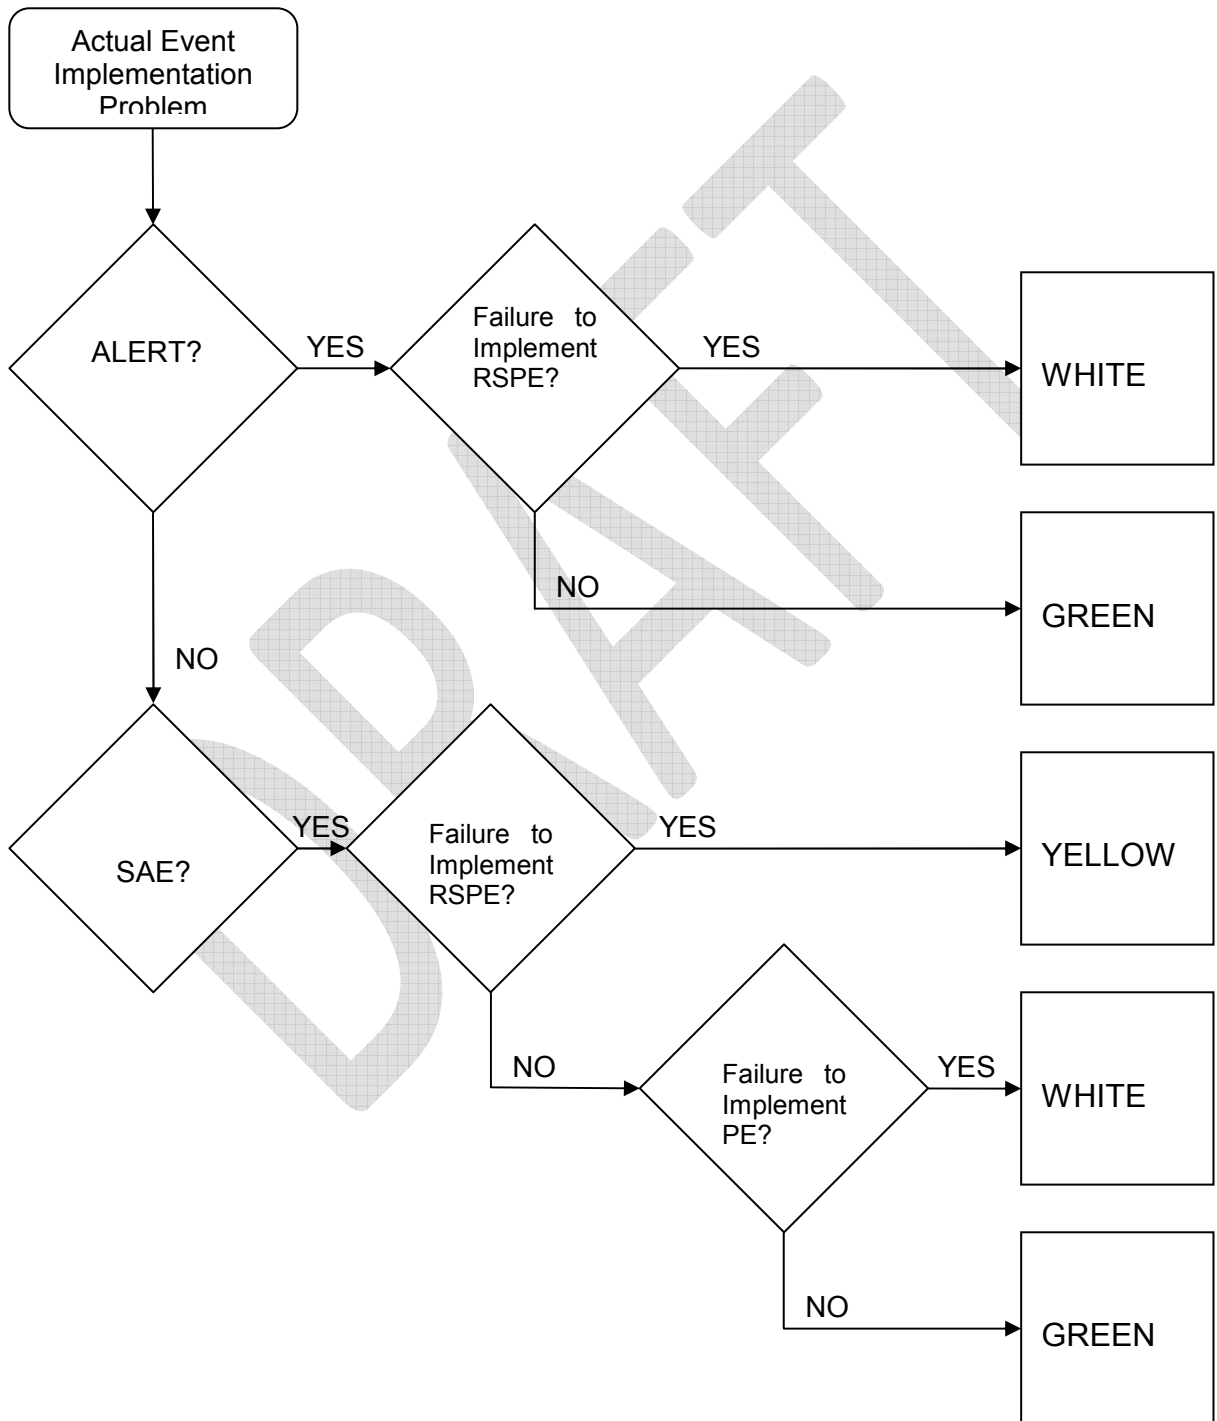 Actual Event
Implementation
Problem
ALERT?
YES
Failure to
Implement
RSPE?
YES
WHITE
NO
GREEN
NO
SAE?
YES
Failure to
Implement
RSPE?
YES
YELLOW
NO
Failure to
Implement
PE?
YES
WHITE
NO
GREEN
DRAFT